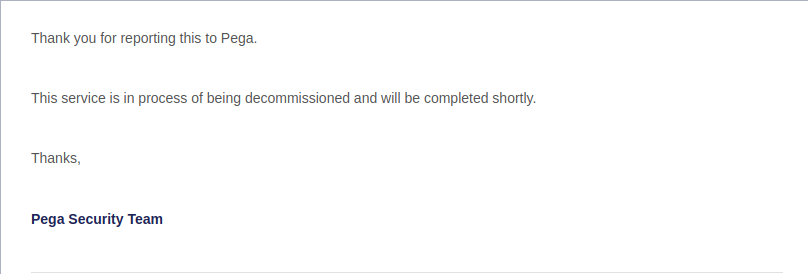 Thank you for reporting this to Pega.
This service is in process of being decommissioned and will be completed shortly.
Thanks,
Pega Security Team